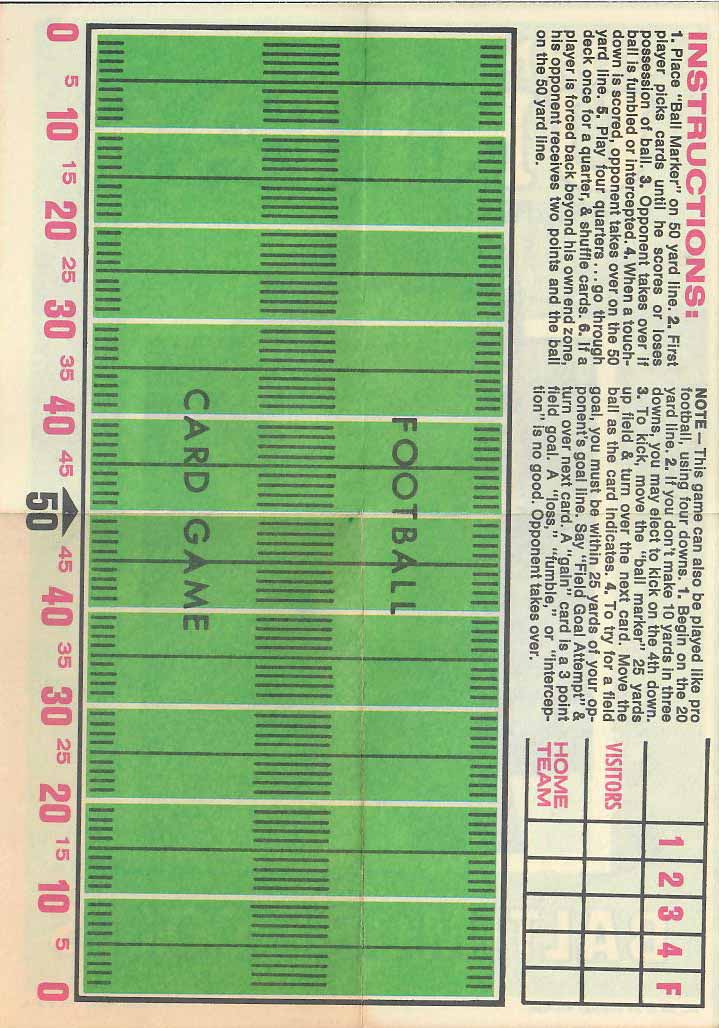 INSTRUCTIONS:
1. Place "Ball Marker" on 50 yard line. 2. First
player picks cards until he scores or loses
possession of ball. 3. Opponent takes over if
ball is fumbled or intercepted. 4. When a touch-
down is scored, opponent takes over on the 50
yard line. 5. Play four quarters...go through
deck once for a quarter, & shuffle cards. 6. If a
player is forced back beyond his own end zone,
his opponent receives two points and the ball
on the 50 yard line.
NOTE — This game can also be played like pro
football, using four downs. 1. Begin on the 20
yard line. 2. If you don't make 10 yards in three
downs, you may elect to kick on the 4th down.
3. To kick, move the "ball marker" 25 yards
up field & turn over the next card. Move the
ball as the card indicates. 4. To try for a field
goal, you must be within 25 yards of your op-
ponent's goal line. Say "Field Goal Attempt" &
turn over next card. A "gain" card is a 3 point
field goal. A "loss," "fumble," or "intercep-
tion" is no good. Opponent takes over.
1 2 3 4 F
VISITORS
HOME
TEAM
FOOTBALL
CARD GAME
0 5 10 15 20 25 30 35 40 45 50 45 40 35 30 25 20 15 10 5 0